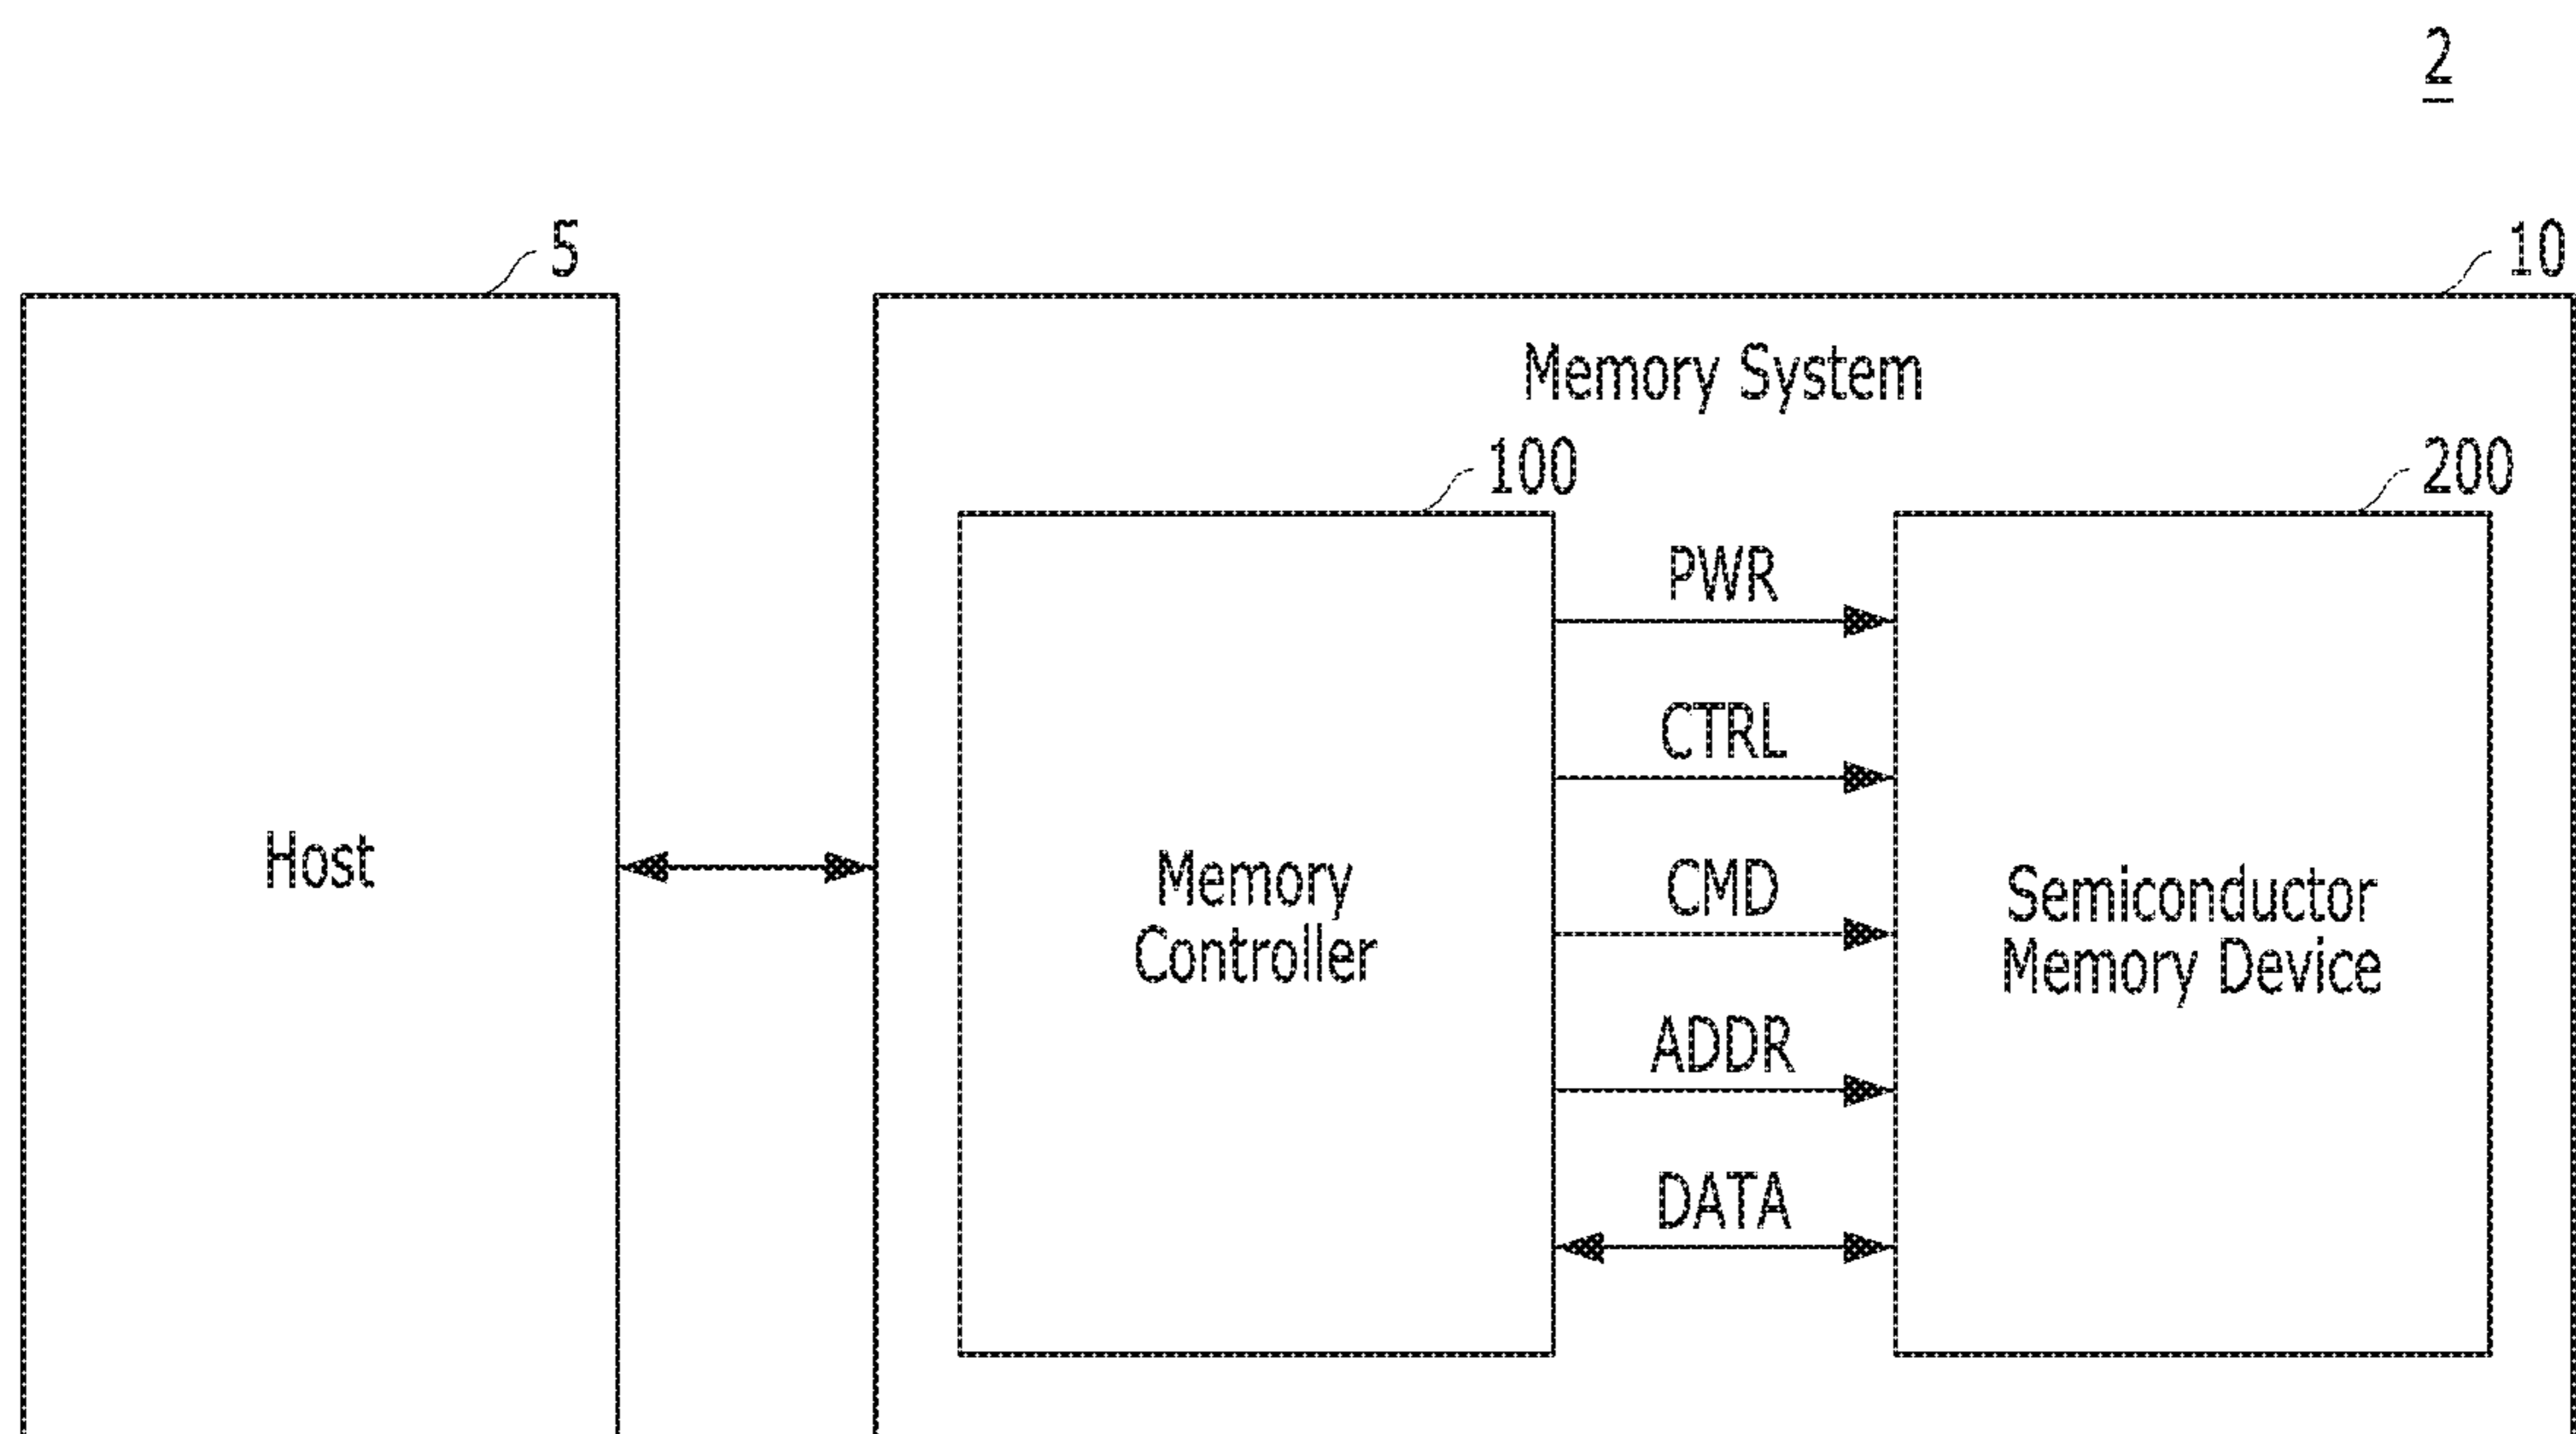 2
5
10
Memory System
100
200
PWR
CTRL
Host
CMD
Memory
Controller
Semiconductor
Memory Device
ADDR
DATA